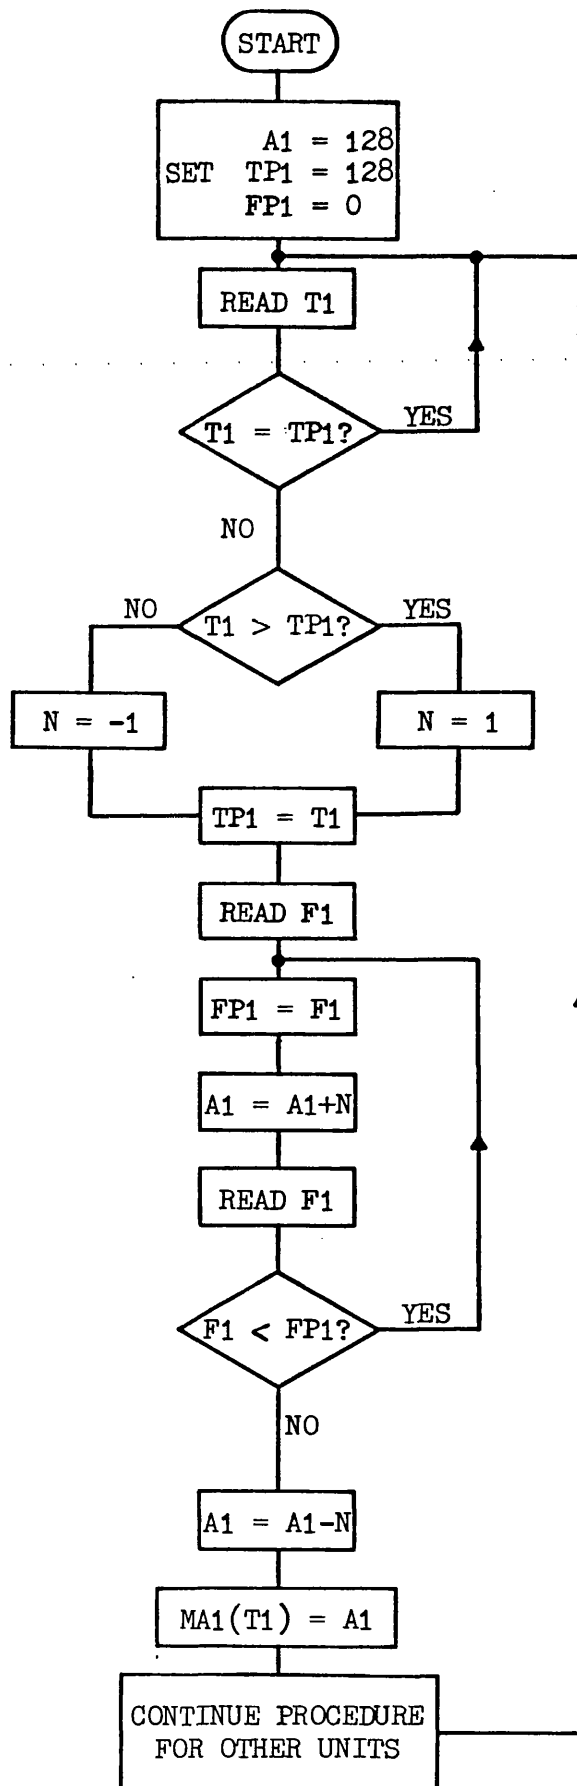 START
A1 = 128
SET TP1 = 128
FP1 = 0
READ T1
T1 = TP1?
YES
NO
T1 > TP1?
NO
YES
N = -1
N = 1
TP1 = T1
READ F1
FP1 = F1
A1 = A1+N
READ F1
F1 < FP1?
YES
NO
A1 = A1-N
MA1(T1) = A1
CONTINUE PROCEDURE
FOR OTHER UNITS